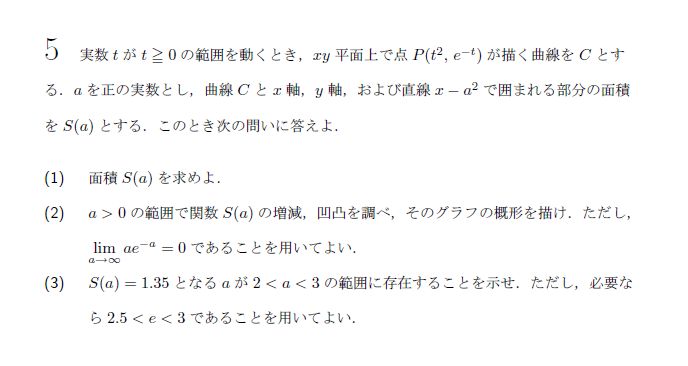 5 実数 t が t ≧ 0 の範囲を動くとき，xy 平面上で点 P(t², e⁻ᵗ) が描く曲線を C とす
る．a を正の実数とし，曲線 C と x 軸，y 軸，および直線 x − a² で囲まれる部分の面積
を S(a) とする．このとき次の問いに答えよ．
(1) 面積 S(a) を求めよ．
(2) a > 0 の範囲で関数 S(a) の増減，凹凸を調べ，そのグラフの概形を描け．ただし，
lim_{a→∞} ae⁻ᵃ = 0 であることを用いてよい．
(3) S(a) = 1.35 となる a が 2 < a < 3 の範囲に存在することを示せ．ただし，必要な
ら 2.5 < e < 3 であることを用いてよい．